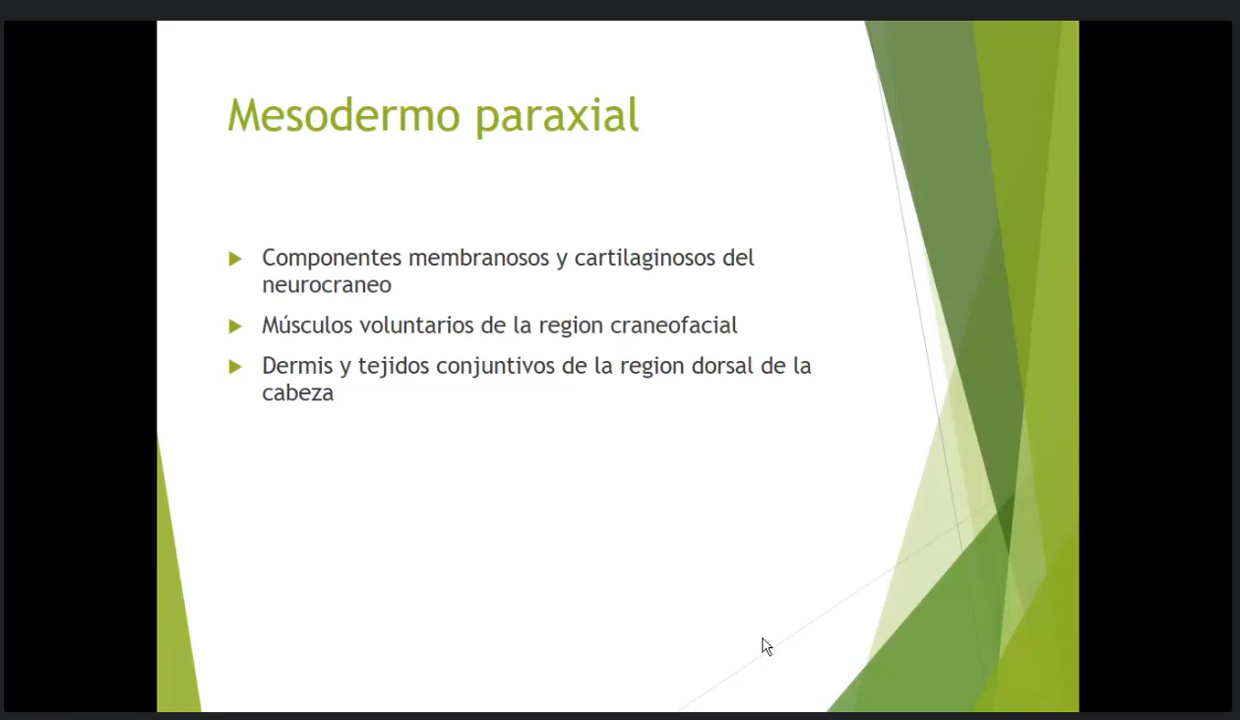 Mesodermo paraxial
Componentes membranosos y cartilaginosos del
neurocraneo
Músculos voluntarios de la region craneofacial
Dermis y tejidos conjuntivos de la region dorsal de la
cabeza